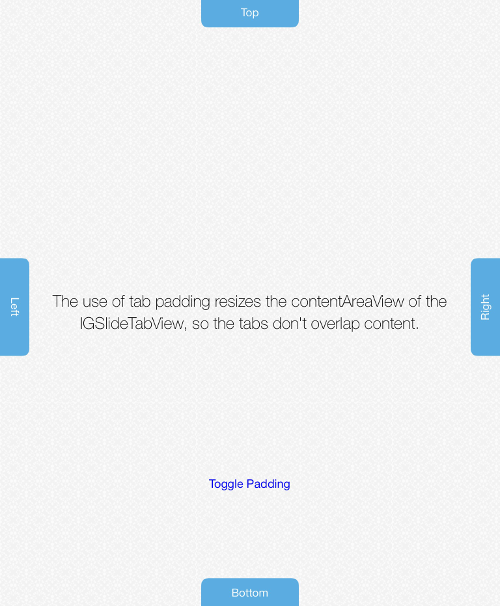 Top
Left
The use of tab padding resizes the contentAreaView of the
IGSlideTabView, so the tabs don't overlap content.
Right
Toggle Padding
Bottom